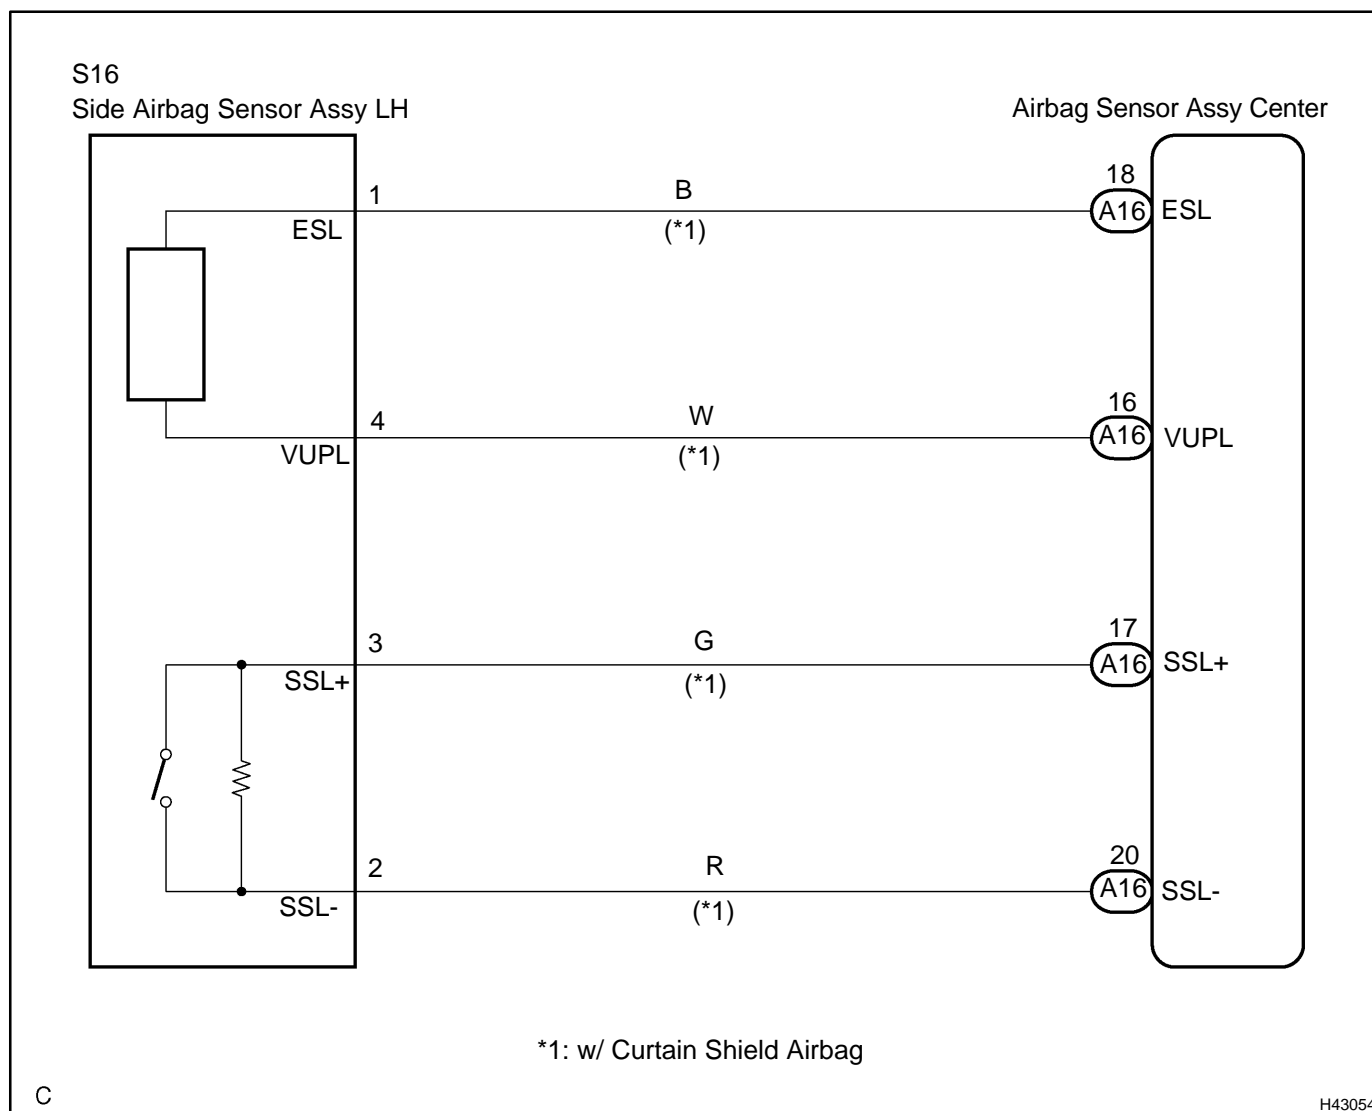 S16
Side Airbag Sensor Assy LH
Airbag Sensor Assy Center
1
B
18
ESL
(*1)
A16
ESL
4
W
16
VUPL
(*1)
A16
VUPL
3
G
17
SSL+
(*1)
A16
SSL+
2
R
20
SSL-
(*1)
A16
SSL-
*1: w/ Curtain Shield Airbag
C
H43054